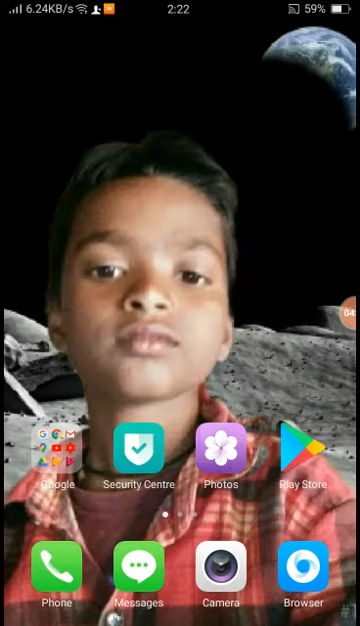 6.24KB/s 2:22 59%
04
Google Security Centre Photos Play Store
Phone Messages Camera Browser
#